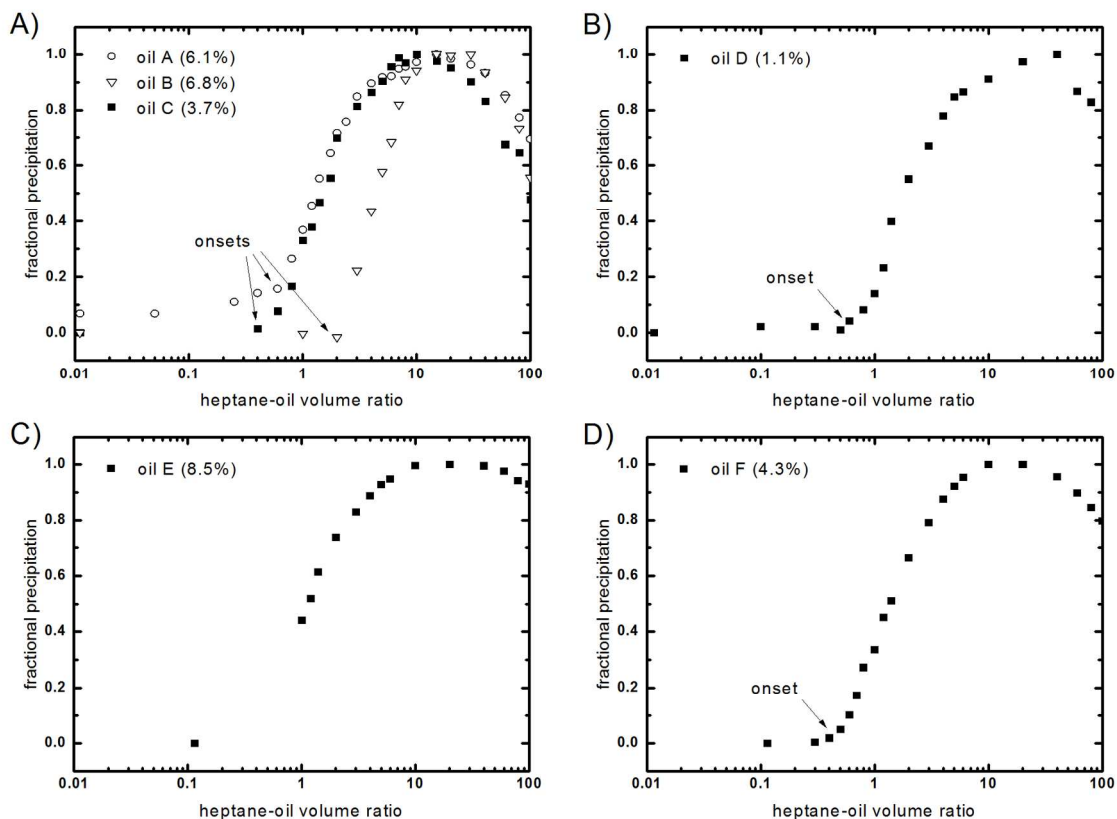 A)
oil A (6.1%)
oil B (6.8%)
oil C (3.7%)
onsets
fractional precipitation
1.0
0.8
0.6
0.4
0.2
0.0
0.01 0.1 1 10 100
heptane-oil volume ratio
B)
oil D (1.1%)
onset
fractional precipitation
1.0
0.8
0.6
0.4
0.2
0.0
0.01 0.1 1 10 100
heptane-oil volume ratio
C)
oil E (8.5%)
fractional precipitation
1.0
0.8
0.6
0.4
0.2
0.0
0.01 0.1 1 10 100
heptane-oil volume ratio
D)
oil F (4.3%)
onset
fractional precipitation
1.0
0.8
0.6
0.4
0.2
0.0
0.01 0.1 1 10 100
heptane-oil volume ratio